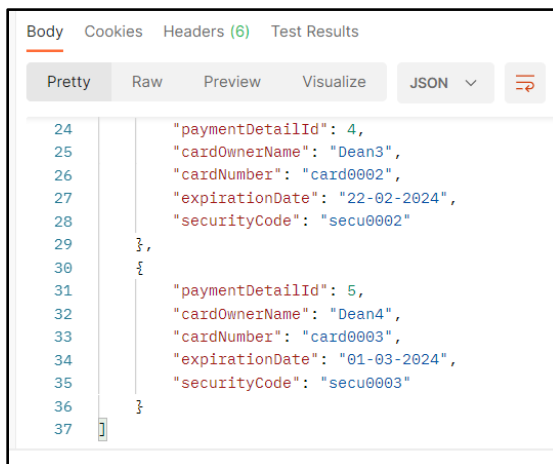 Body Cookies Headers (6) Test Results
Pretty Raw Preview Visualize JSON
24 "paymentDetailId": 4,
25 "cardOwnerName": "Dean3",
26 "cardNumber": "card0002",
27 "expirationDate": "22-02-2024",
28 "securityCode": "secu0002"
29 },
30 {
31 "paymentDetailId": 5,
32 "cardOwnerName": "Dean4",
33 "cardNumber": "card0003",
34 "expirationDate": "01-03-2024",
35 "securityCode": "secu0003"
36 }
37 ]